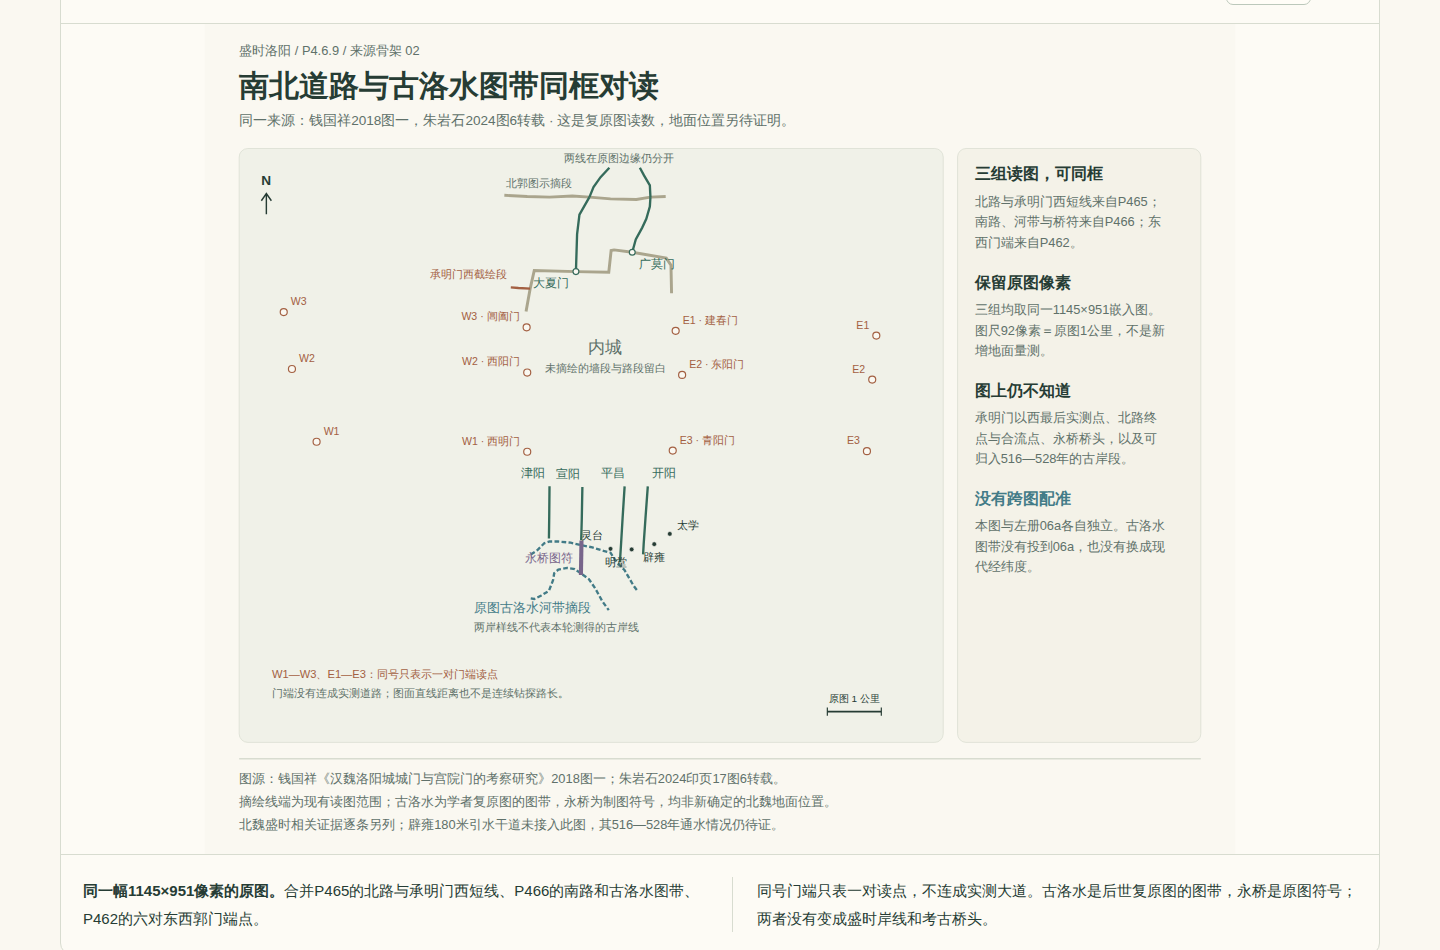 盛时洛阳 / P4.6.9 / 来源骨架 02
南北道路与古洛水图带同框对读
同一来源：钱国祥2018图一，朱岩石2024图6转载 · 这是复原图读数，地面位置另待证明。
两线在原图边缘仍分开
N
北郭图示摘段
广莫门
承明门西截绘段
大夏门
W3
W3 · 阊阖门
E1 · 建春门
E1
内城
W2
W2 · 西阳门
未摘绘的墙段与路段留白
E2 · 东阳门
E2
W1
W1 · 西明门
E3 · 青阳门
E3
津阳
宣阳
平昌
开阳
太学
灵台
永桥图符
明堂
辟雍
原图古洛水河带摘段
两岸样线不代表本轮测得的古岸线
W1—W3、E1—E3：同号只表示一对门端读点
门端没有连成实测道路；图面直线距离也不是连续钻探路长。
原图 1 公里
三组读图，可同框
北路与承明门西短线来自P465；
南路、河带与桥符来自P466；东
西门端来自P462。
保留原图像素
三组均取同一1145×951嵌入图。
图尺92像素＝原图1公里，不是新
增地面量测。
图上仍不知道
承明门以西最后实测点、北路终
点与合流点、永桥桥头，以及可
归入516—528年的古岸段。
没有跨图配准
本图与左册06a各自独立。古洛水
图带没有投到06a，也没有换成现
代经纬度。
图源：钱国祥《汉魏洛阳城城门与宫院门的考察研究》2018图一；朱岩石2024印页17图6转载。
摘绘线端为现有读图范围；古洛水为学者复原图的图带，永桥为制图符号，均非新确定的北魏地面位置。
北魏盛时相关证据逐条另列；辟雍180米引水干道未接入此图，其516—528年通水情况仍待证。
同一幅1145×951像素的原图。合并P465的北路与承明门西短线、P466的南路和古洛水图带、
P462的六对东西郭门端点。
同号门端只表一对读点，不连成实测大道。古洛水是后世复原图的图带，永桥是原图符号；
两者没有变成盛时岸线和考古桥头。